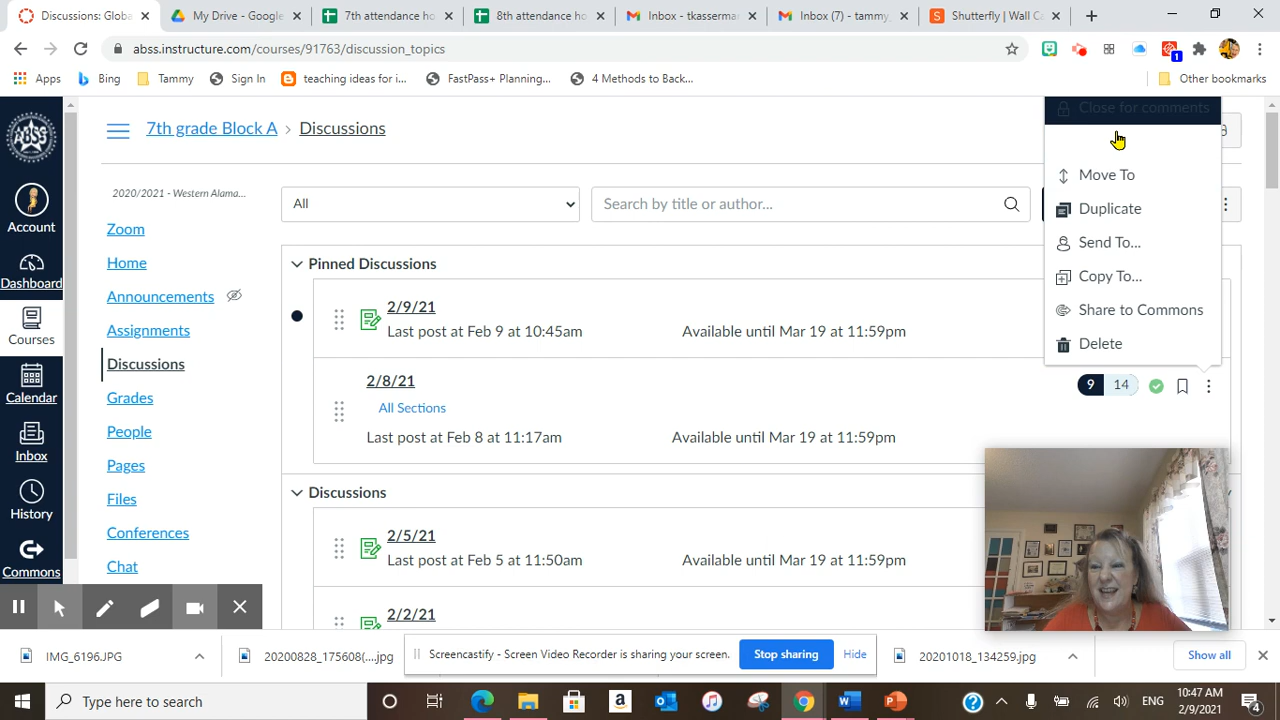 Discussions: Globa
My Drive - Google
7th attendance ho
8th attendance ho
Inbox - tkasserman
Inbox (7) - tammy_
Shutterfly | Wall Ca
abss.instructure.com/courses/91763/discussion_topics
1
Apps
Bing
Tammy
Sign In
teaching ideas for i...
FastPass+ Planning...
4 Methods to Back...
Other bookmarks
ABSS
7th grade Block A › Discussions
Close for comments
Move To
Duplicate
Send To...
Copy To...
Share to Commons
Delete
Account
Dashboard
Courses
Calendar
Inbox
History
Commons
2020/2021 - Western Alama...
Zoom
Home
Announcements
Assignments
Discussions
Grades
People
Pages
Files
Conferences
Chat
All
Search by title or author...
Pinned Discussions
2/9/21
Last post at Feb 9 at 10:45am
Available until Mar 19 at 11:59pm
2/8/21
9 14
All Sections
Last post at Feb 8 at 11:17am
Available until Mar 19 at 11:59pm
Discussions
2/5/21
Last post at Feb 5 at 11:50am
Available until Mar 19 at 11:59pm
2/2/21
IMG_6196.JPG
20200828_175608(....jpg
Screencastify - Screen Video Recorder is sharing your screen.
Stop sharing
Hide
20201018_134259.jpg
Show all
Type here to search
ENG
10:47 AM
2/9/2021
4